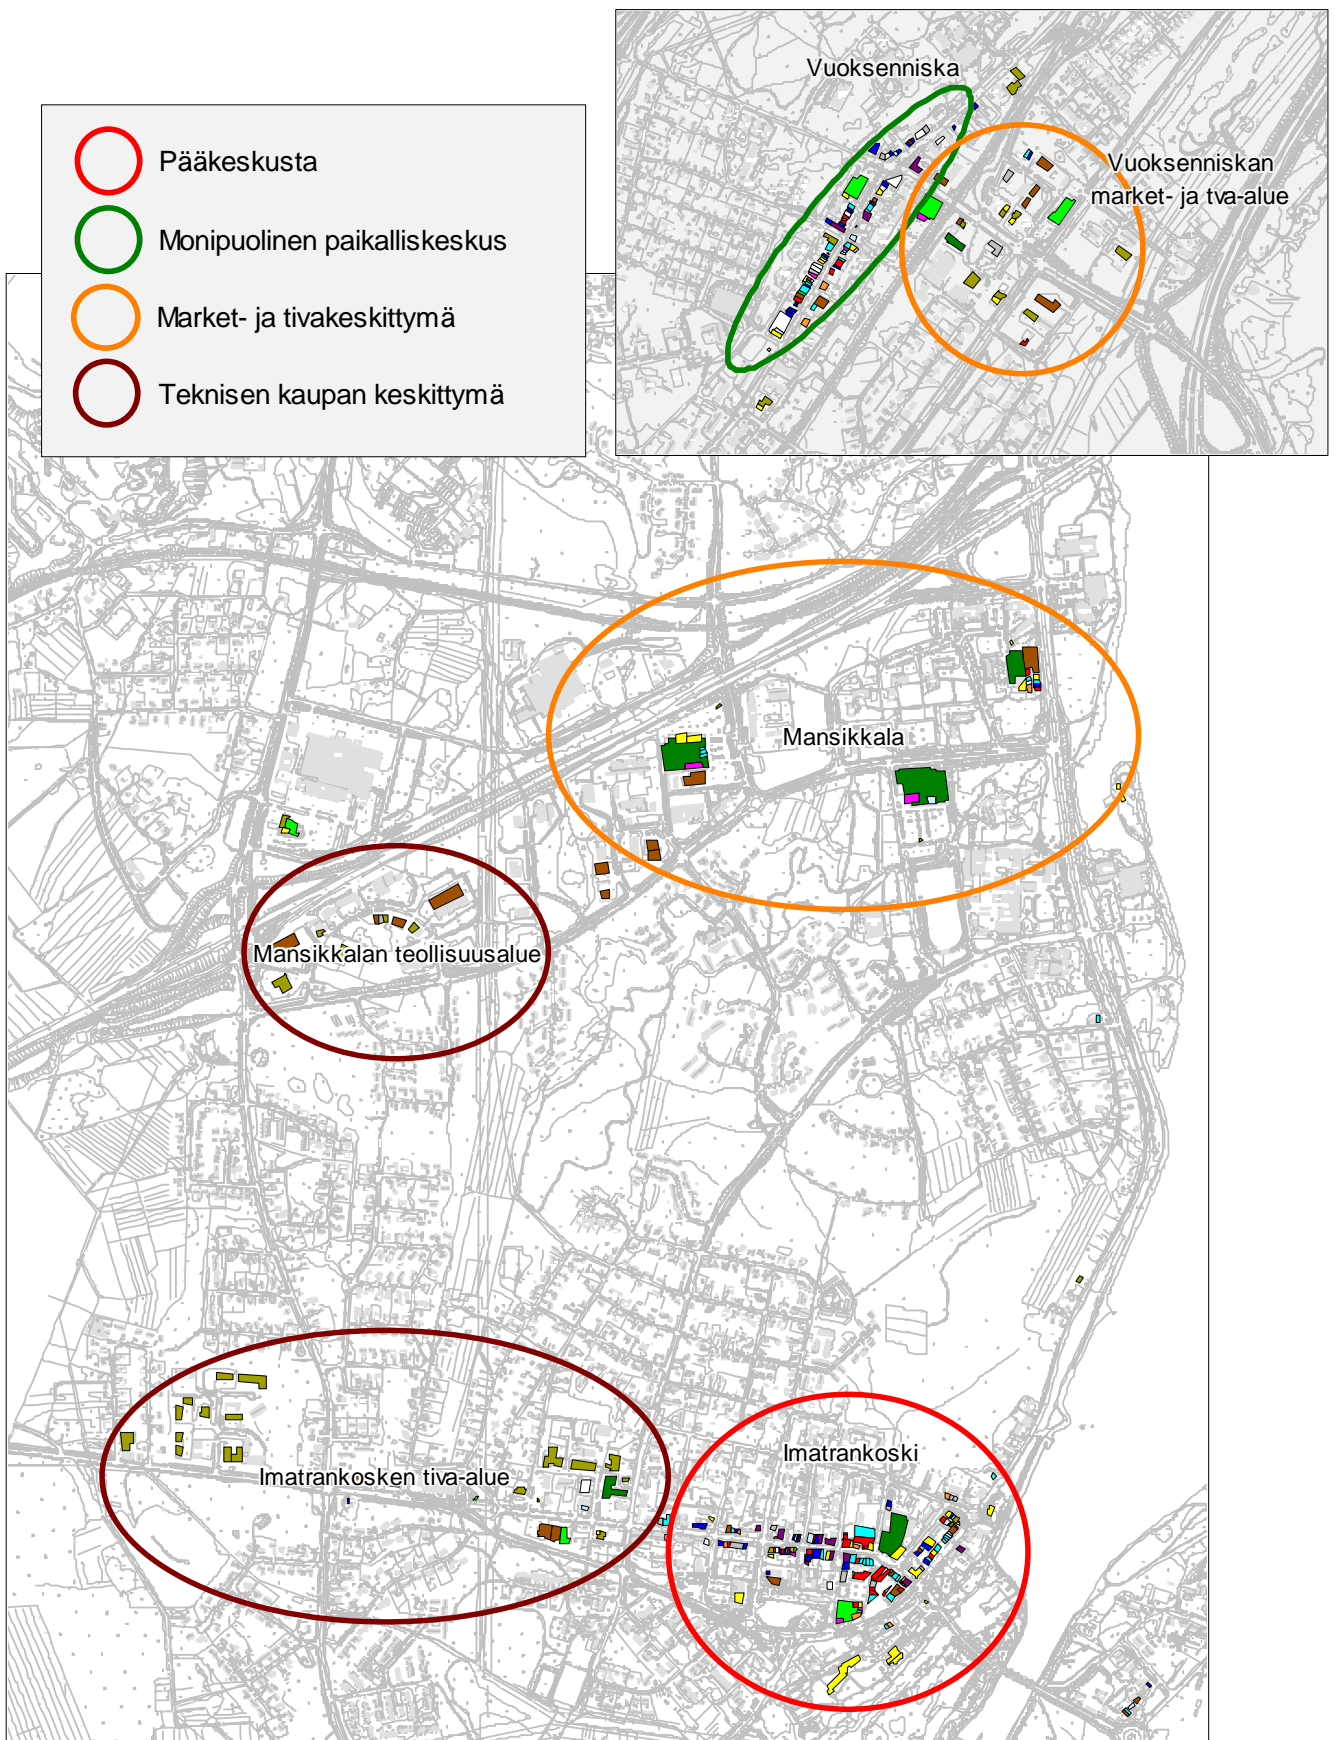 Vuoksenniska
Vuoksenniskan
market- ja tva-alue
Pääkeskusta
Monipuolinen paikalliskeskus
Market- ja tivakeskittymä
Teknisen kaupan keskittymä
Mansikkala
Mansikkalan teollisuusalue
Imatrankoski
Imatrankosken tiva-alue